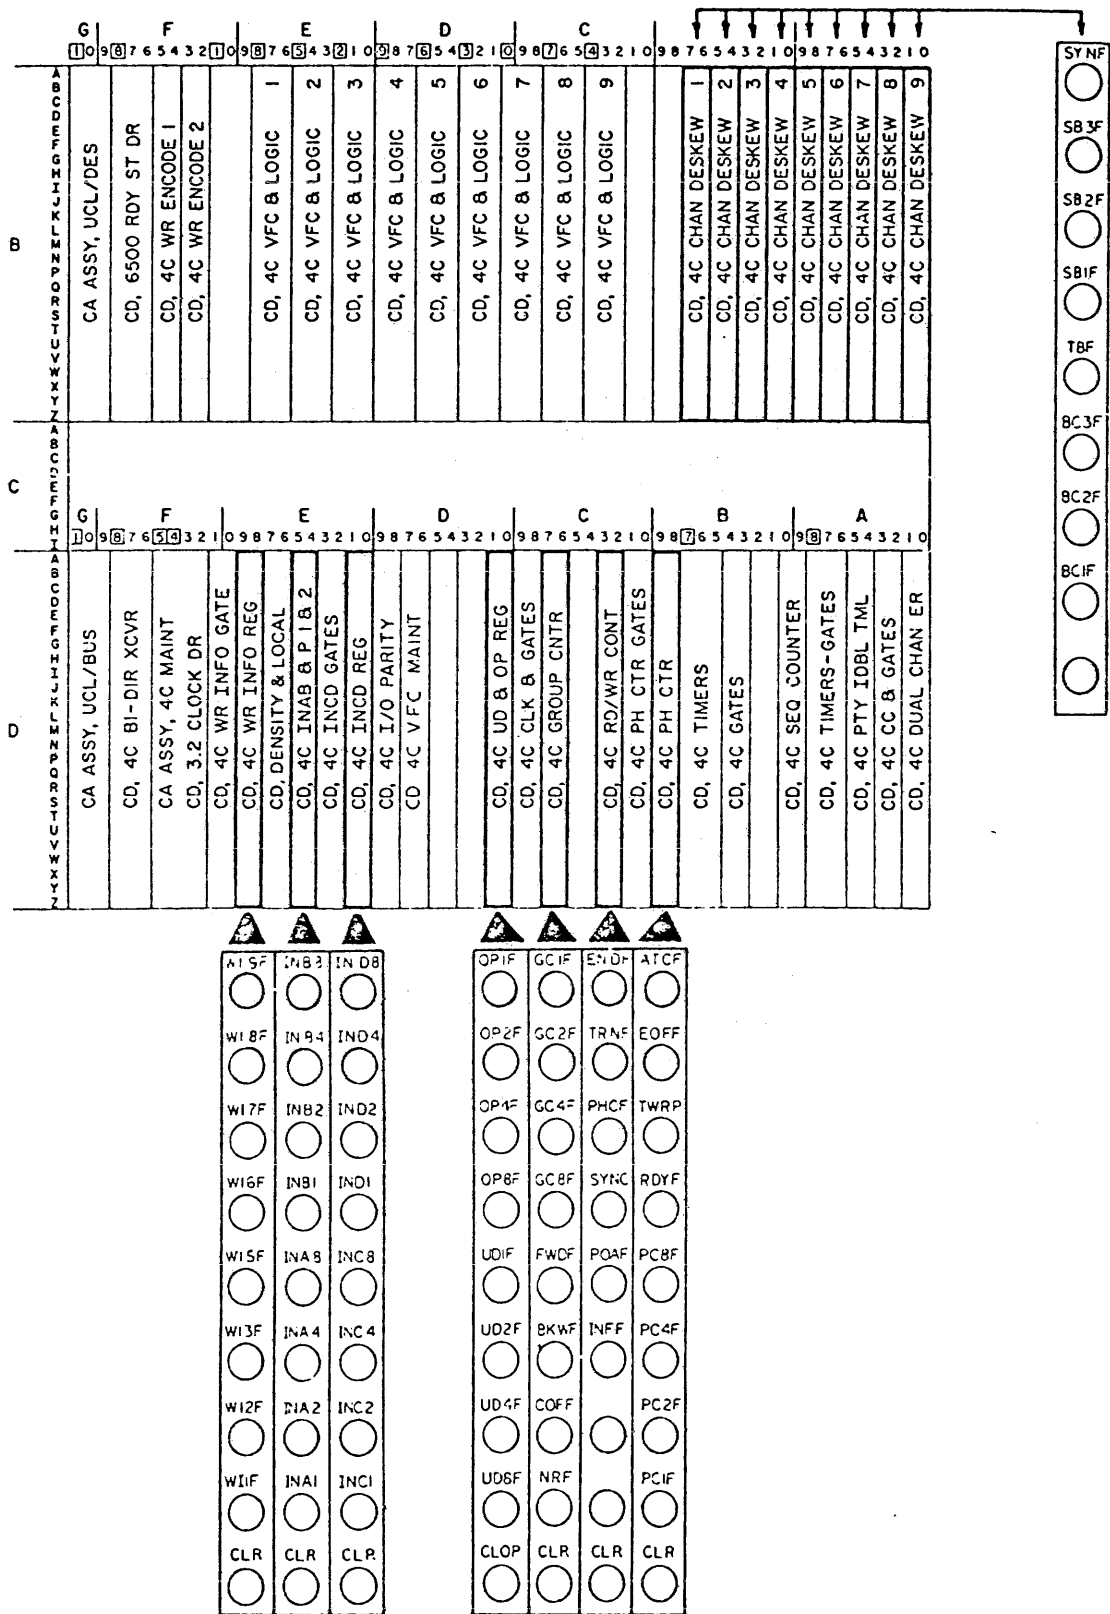 G F E D C
1 0 9 8 7 6 5 4 3 2 1 0 9 8 7 6 5 4 3 2 1 0 9 8 7 6 5 4 3 2 1 0 9 8 7 6 5 4 3 2 1 0 9 8 7 6 5 4 3 2 1 0 9 8 7 6 5 4 3 2 1 0
B
A B C D E F G H I J K L M N P Q R S T U V W X Y Z
CA ASSY, UCL/DES
CD, 6500 RDY ST DR
CD, 4C WR ENCODE 1
CD, 4C WR ENCODE 2
CD, 4C VFC & LOGIC 1
CD, 4C VFC & LOGIC 2
CD, 4C VFC & LOGIC 3
CD, 4C VFC & LOGIC 4
CD, 4C VFC & LOGIC 5
CD, 4C VFC & LOGIC 6
CD, 4C VFC & LOGIC 7
CD, 4C VFC & LOGIC 8
CD, 4C VFC & LOGIC 9
CD, 4C CHAN DESKEW 1
CD, 4C CHAN DESKEW 2
CD, 4C CHAN DESKEW 3
CD, 4C CHAN DESKEW 4
CD, 4C CHAN DESKEW 5
CD, 4C CHAN DESKEW 6
CD, 4C CHAN DESKEW 7
CD, 4C CHAN DESKEW 8
CD, 4C CHAN DESKEW 9
SYNF
SB3F
SB2F
SB1F
TBF
BC3F
BC2F
BC1F
C
A B C D E F G H I
G F E D C B A
1 0 9 8 7 6 5 4 3 2 1 0 9 8 7 6 5 4 3 2 1 0 9 8 7 6 5 4 3 2 1 0 9 8 7 6 5 4 3 2 1 0 9 8 7 6 5 4 3 2 1 0 9 8 7 6 5 4 3 2 1 0
D
A B C D E F G H I J K L M N P Q R S T U V W X Y Z
CA ASSY, UCL/BUS
CD, 4C BI-DIR XCVR
CA ASSY, 4C MAINT
CD, 3.2 CLOCK DR
CD, 4C WR INFO GATE
CD, 4C WR INFO REG
CD, DENSITY & LOCAL
CD, 4C INAB & P 1 & 2
CD, 4C INCD GATES
CD, 4C INCD REG
CD, 4C I/O PARITY
CD 4C VFC MAINT
CD, 4C UD & OP REG
CD, 4C CLK & GATES
CD, 4C GROUP CNTR
CD, 4C RD/WR CONT
CD, 4C PH CTR GATES
CD, 4C PH CTR
CD, 4C TIMERS
CD, 4C GATES
CD, 4C SEQ COUNTER
CD, 4C TIMERS-GATES
CD, 4C PTY IDBL TML
CD, 4C CC & GATES
CD, 4C DUAL CHAN ER
WI9F INB8 IND8 OP1F GC1F ENDF ATCF
WI8F INB4 IND4 OP2F GC2F TRNF EOFF
WI7F INB2 IND2 OP4F GC4F PHCF TWRP
WI6F INB1 IND1 OP8F GC8F SYNC RDYF
WI5F INA8 INC8 UD1F FWDF POAF PC8F
WI3F INA4 INC4 UD2F BKWF INFF PC4F
WI2F INA2 INC2 UD4F COFF PC2F
WI1F INA1 INC1 UD8F NRF PC1F
CLR CLR CLR CLOP CLR CLR CLR